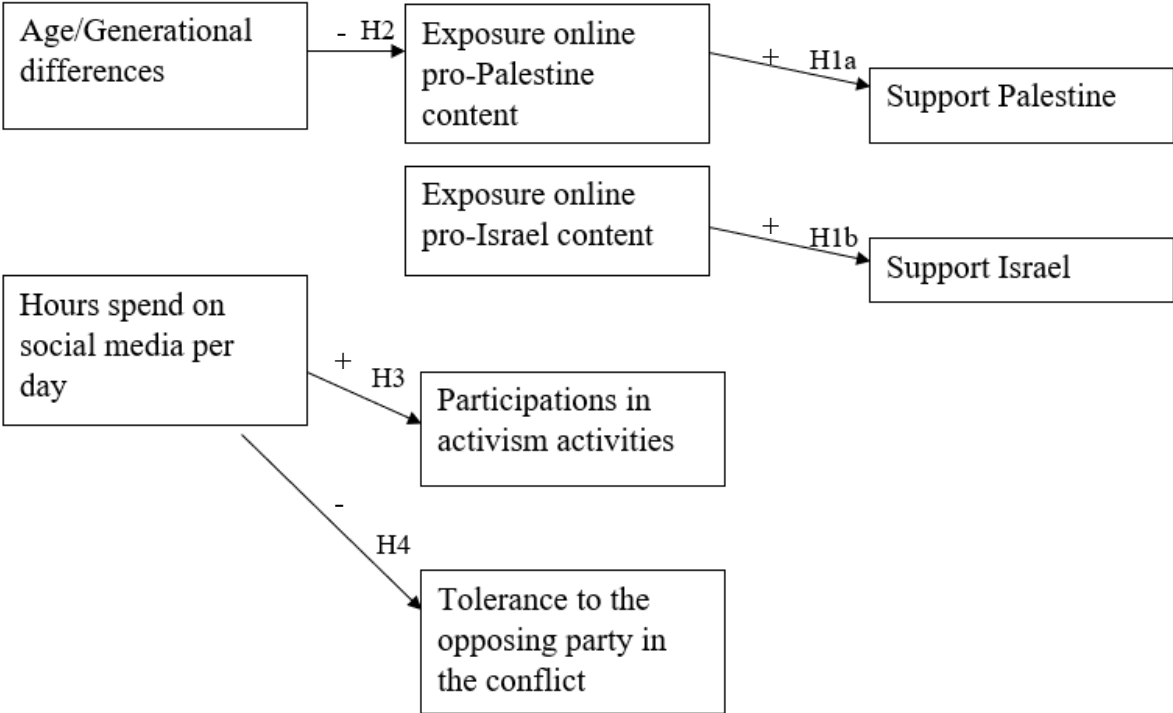 Age/Generational
differences
- H2
Exposure online
pro-Palestine
content
+ H1a
Support Palestine
Exposure online
pro-Israel content
+ H1b
Support Israel
Hours spend on
social media per
day
+ H3
Participations in
activism activities
- H4
Tolerance to the
opposing party in
the conflict